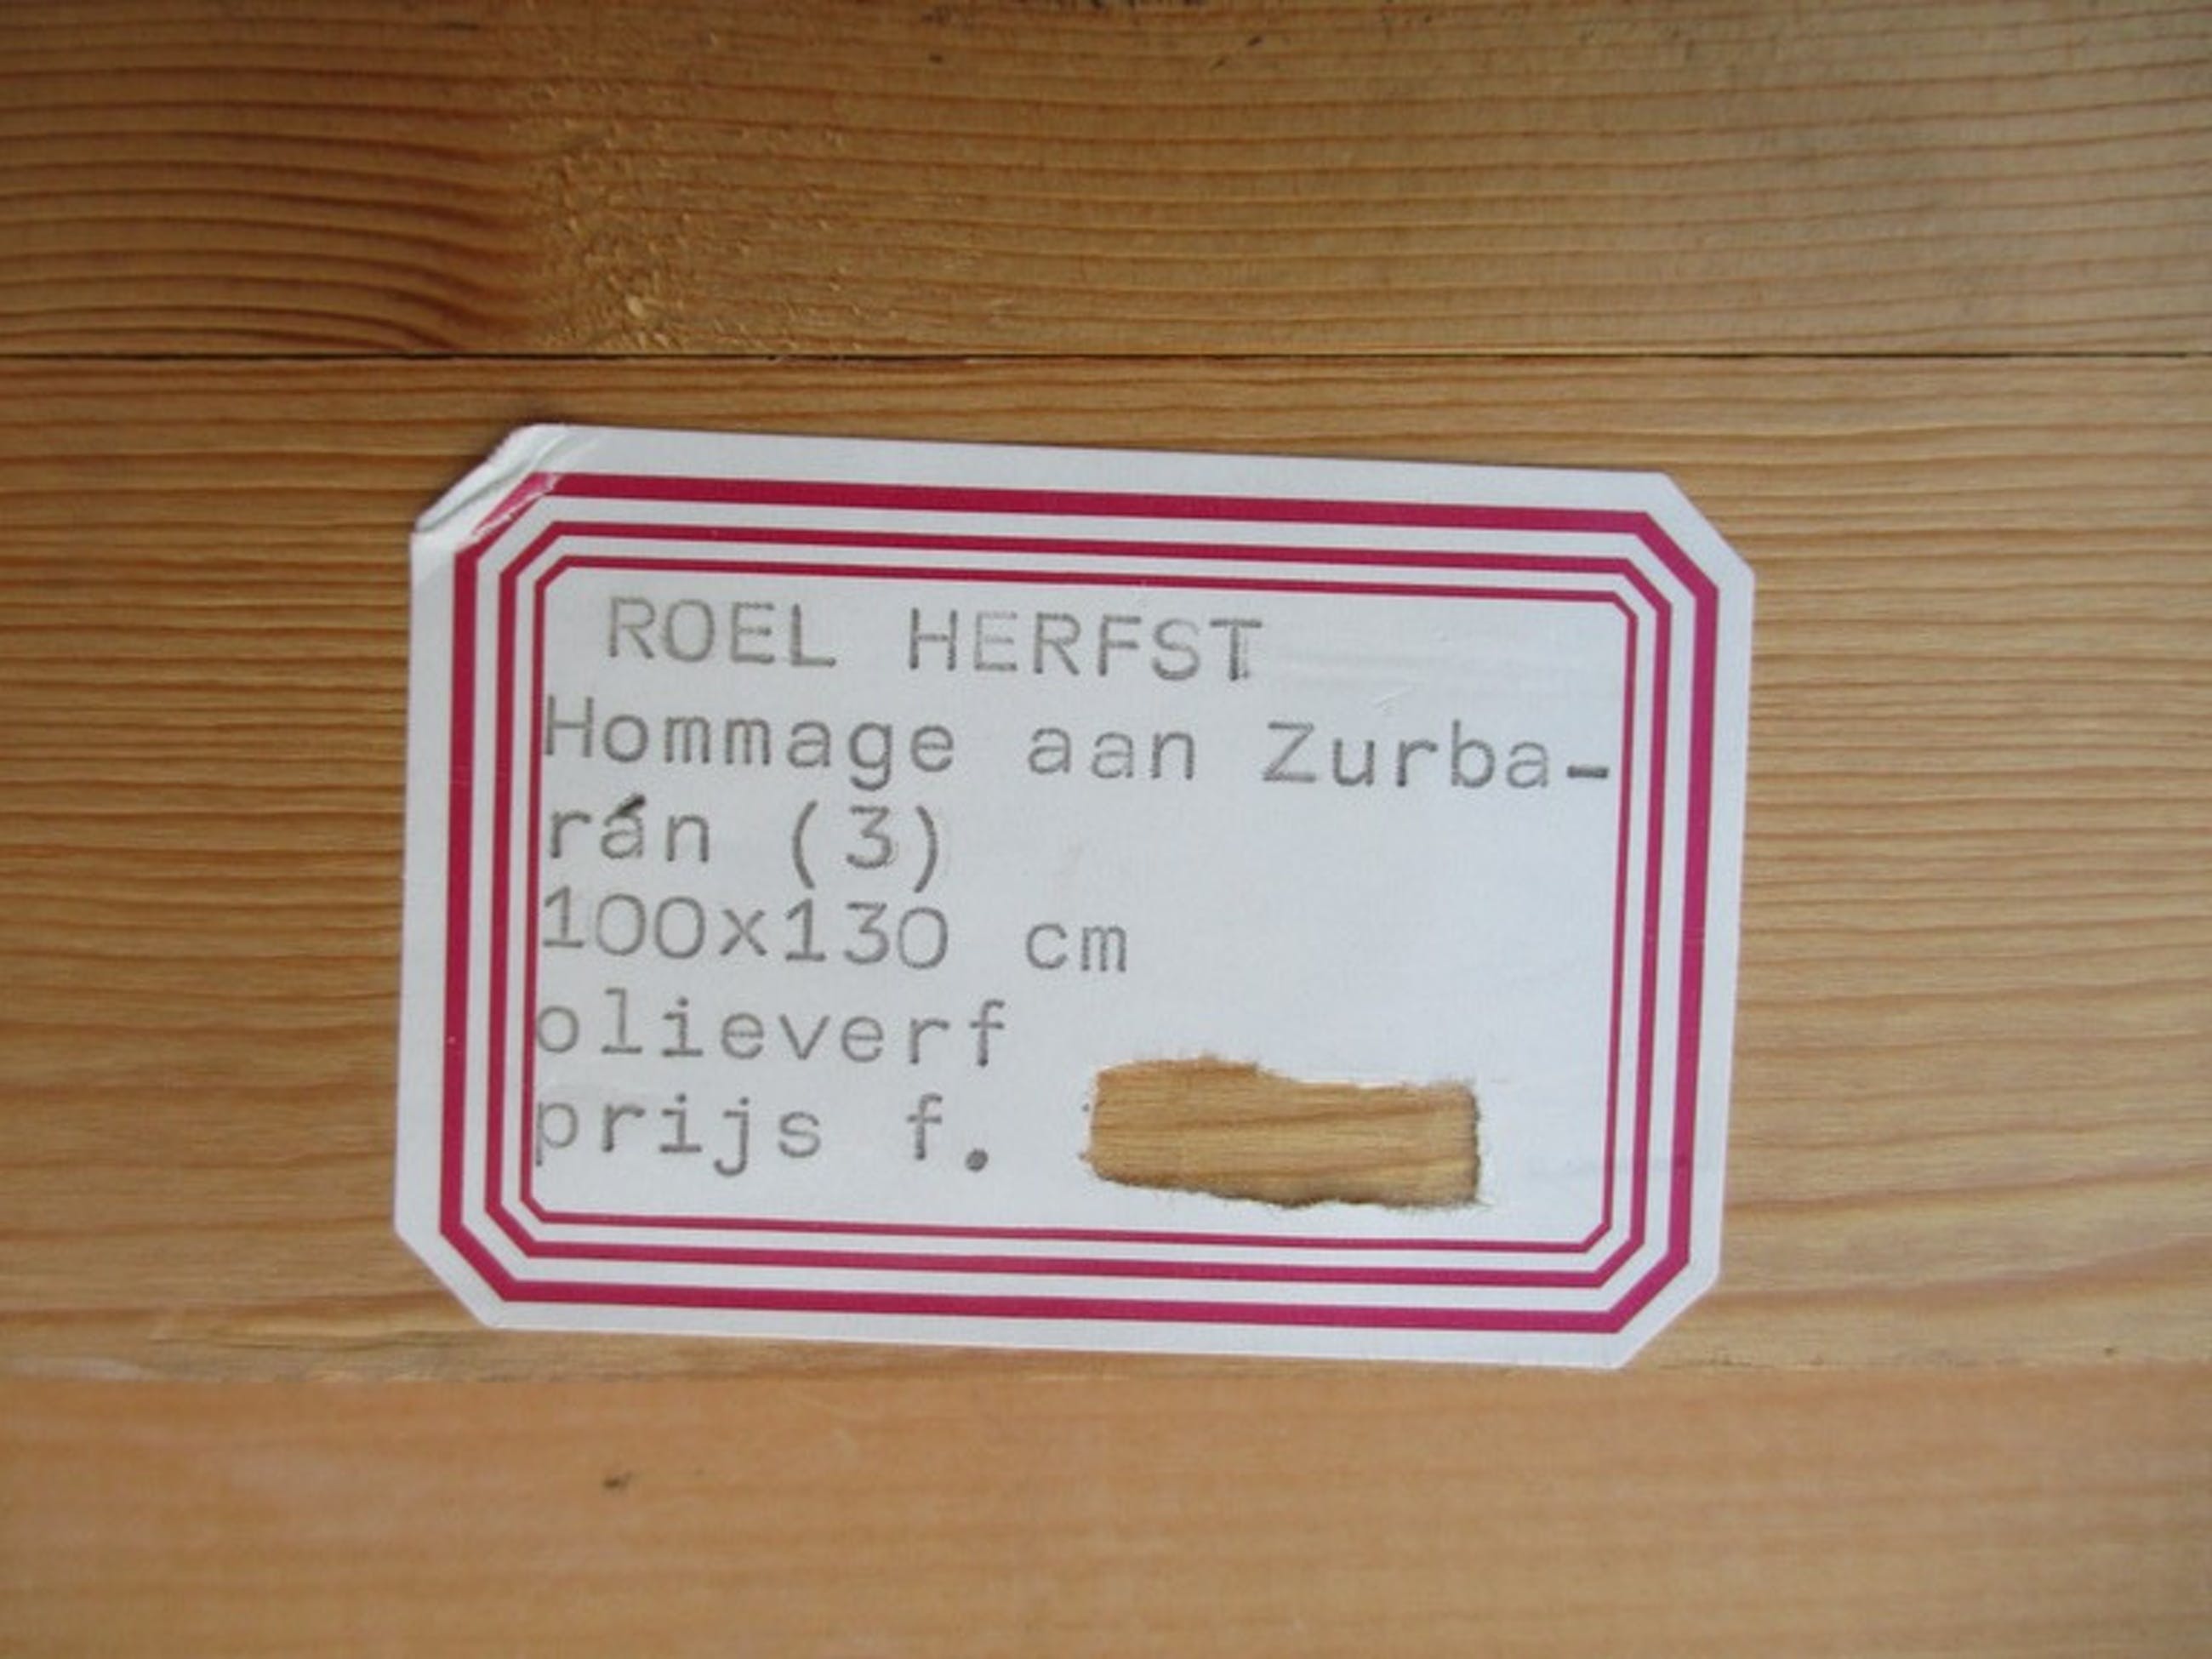 ROEL HERFST
Hommage aan Zurba-
rán (3)
100x130 cm
olieverf
prijs f.